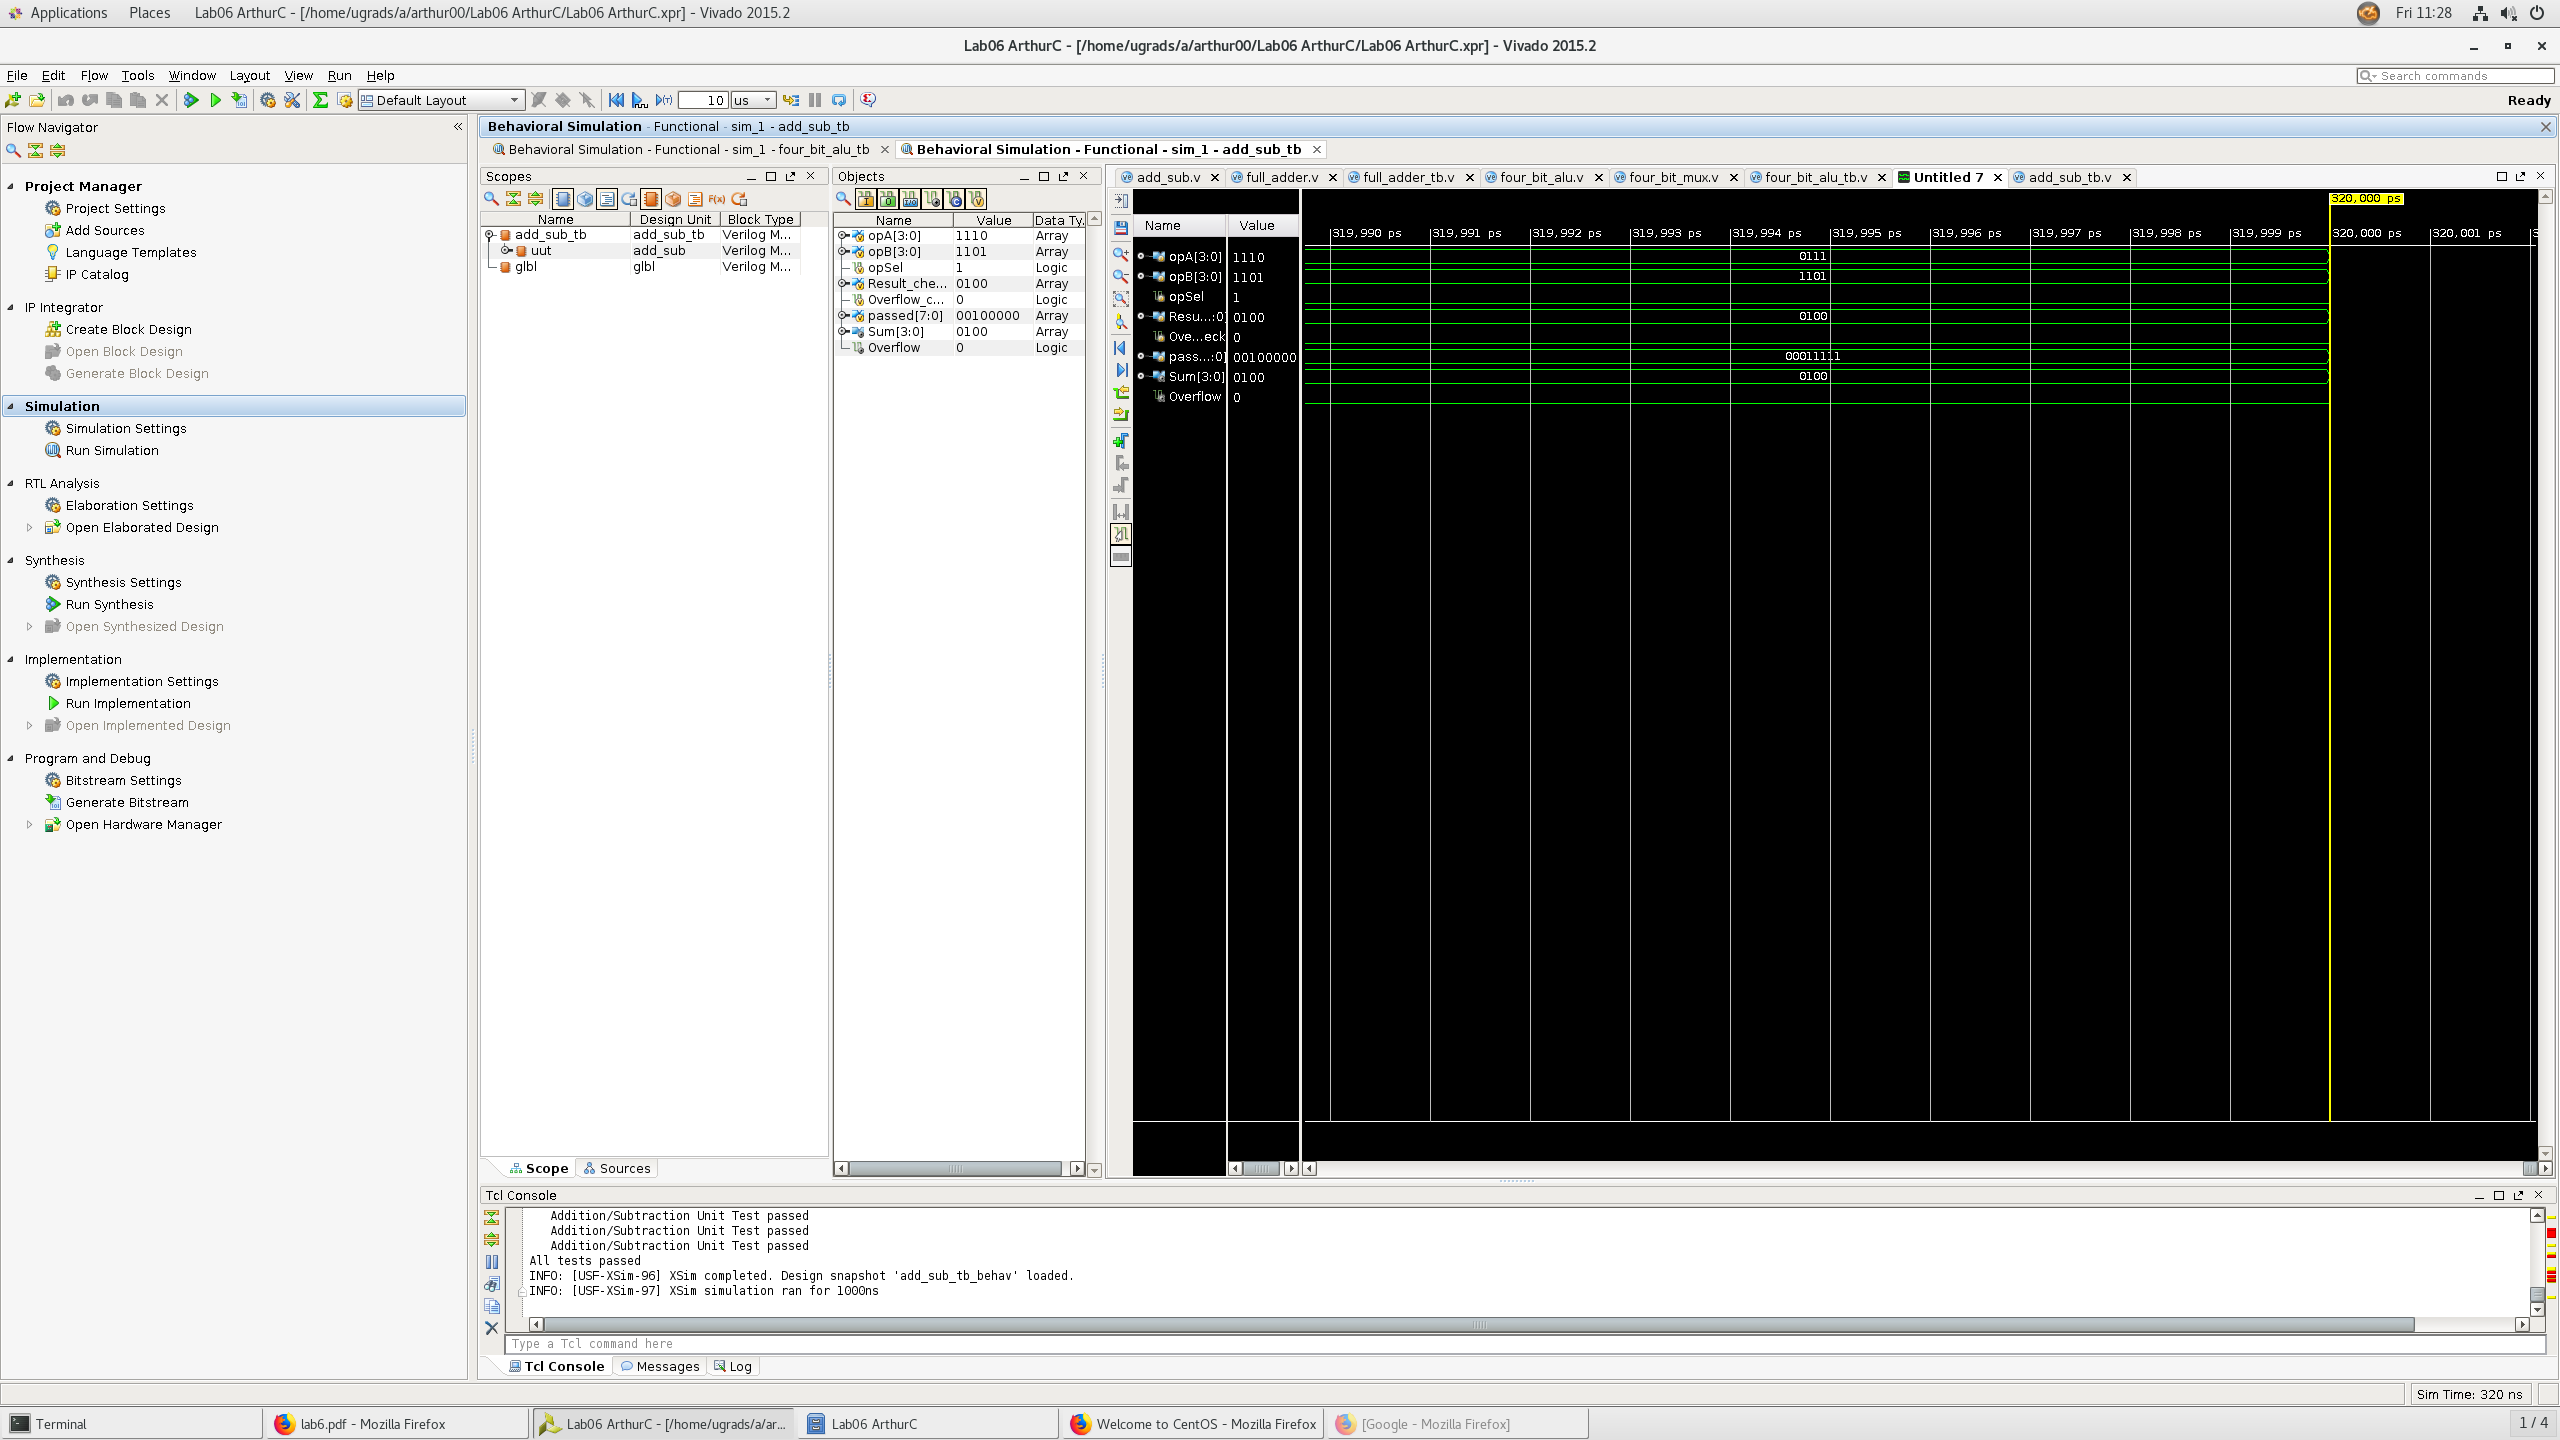 Applications Places Lab06 ArthurC - [/home/ugrads/a/arthur00/Lab06 ArthurC/Lab06 ArthurC.xpr] - Vivado 2015.2 Fri 11:28
Lab06 ArthurC - [/home/ugrads/a/arthur00/Lab06 ArthurC/Lab06 ArthurC.xpr] - Vivado 2015.2
File Edit Flow Tools Window Layout View Run Help Search commands
Default Layout 10 us Ready
Flow Navigator
Project Manager
Project Settings
Add Sources
Language Templates
IP Catalog
IP Integrator
Create Block Design
Open Block Design
Generate Block Design
Simulation
Simulation Settings
Run Simulation
RTL Analysis
Elaboration Settings
Open Elaborated Design
Synthesis
Synthesis Settings
Run Synthesis
Open Synthesized Design
Implementation
Implementation Settings
Run Implementation
Open Implemented Design
Program and Debug
Bitstream Settings
Generate Bitstream
Open Hardware Manager
Behavioral Simulation - Functional - sim_1 - add_sub_tb
Behavioral Simulation - Functional - sim_1 - four_bit_alu_tb Behavioral Simulation - Functional - sim_1 - add_sub_tb
Scopes
Name Design Unit Block Type
add_sub_tb add_sub_tb Verilog M...
uut add_sub Verilog M...
glbl glbl Verilog M...
Scope Sources
Objects
Name Value Data Ty.
opA[3:0] 1110 Array
opB[3:0] 1101 Array
opSel 1 Logic
Result_che... 0100 Array
Overflow_c... 0 Logic
passed[7:0] 00100000 Array
Sum[3:0] 0100 Array
Overflow 0 Logic
add_sub.v full_adder.v full_adder_tb.v four_bit_alu.v four_bit_mux.v four_bit_alu_tb.v Untitled 7 add_sub_tb.v
320,000 ps
Name Value
319,990 ps 319,991 ps 319,992 ps 319,993 ps 319,994 ps 319,995 ps 319,996 ps 319,997 ps 319,998 ps 319,999 ps 320,000 ps 320,001 ps 3
opA[3:0] 1110 0111
opB[3:0] 1101 1101
opSel 1
Resu...:0] 0100 0100
Ove...eck 0
pass...:0] 00100000 00011111
Sum[3:0] 0100 0100
Overflow 0
Tcl Console
Addition/Subtraction Unit Test passed
Addition/Subtraction Unit Test passed
Addition/Subtraction Unit Test passed
All tests passed
INFO: [USF-XSim-96] XSim completed. Design snapshot 'add_sub_tb_behav' loaded.
INFO: [USF-XSim-97] XSim simulation ran for 1000ns
Type a Tcl command here
Tcl Console Messages Log
Sim Time: 320 ns
Terminal lab6.pdf - Mozilla Firefox Lab06 ArthurC - [/home/ugrads/a/ar... Lab06 ArthurC Welcome to CentOS - Mozilla Firefox [Google - Mozilla Firefox] 1 / 4